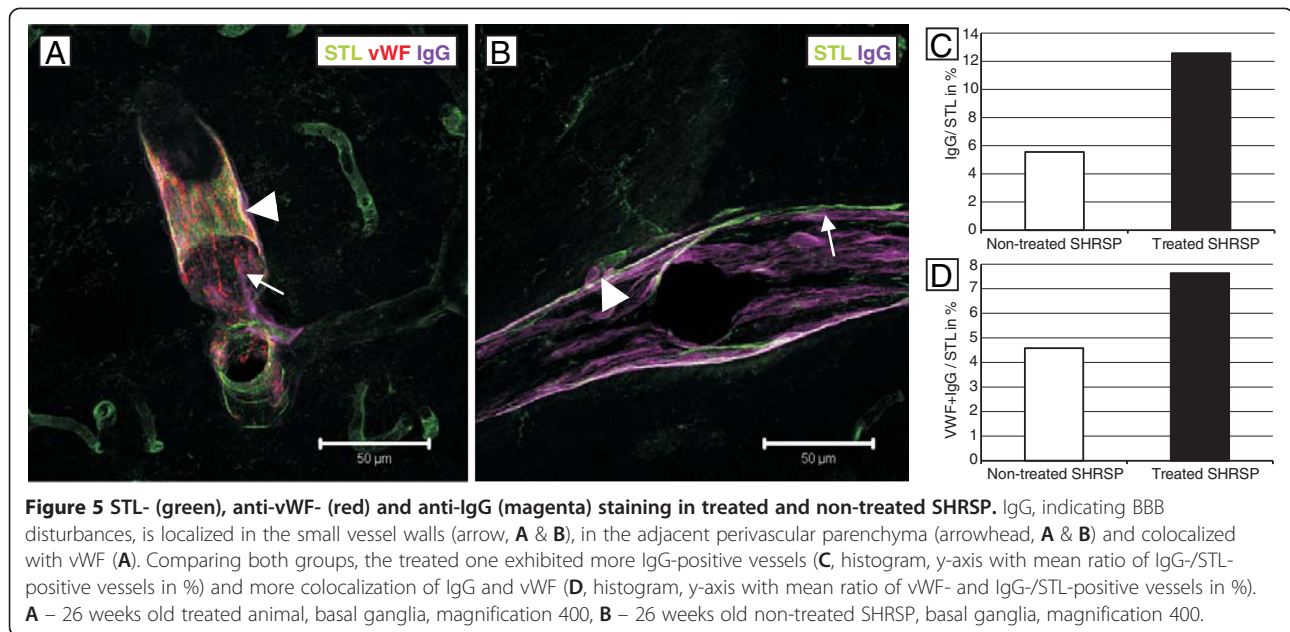 A
STL vWF IgG
50 µm
B
STL IgG
50 µm
C
IgG/ STL in %
14
12
10
8
6
4
2
0
Non-treated SHRSP Treated SHRSP
D
VWF+IgG / STL in %
8
7
6
5
4
3
2
1
0
Non-treated SHRSP Treated SHRSP
Figure 5 STL- (green), anti-vWF- (red) and anti-IgG (magenta) staining in treated and non-treated SHRSP. IgG, indicating BBB
disturbances, is localized in the small vessel walls (arrow, A & B), in the adjacent perivascular parenchyma (arrowhead, A & B) and colocalized
with vWF (A). Comparing both groups, the treated one exhibited more IgG-positive vessels (C, histogram, y-axis with mean ratio of IgG-/STL-
positive vessels in %) and more colocalization of IgG and vWF (D, histogram, y-axis with mean ratio of vWF- and IgG-/STL-positive vessels in %).
A – 26 weeks old treated animal, basal ganglia, magnification 400, B – 26 weeks old non-treated SHRSP, basal ganglia, magnification 400.